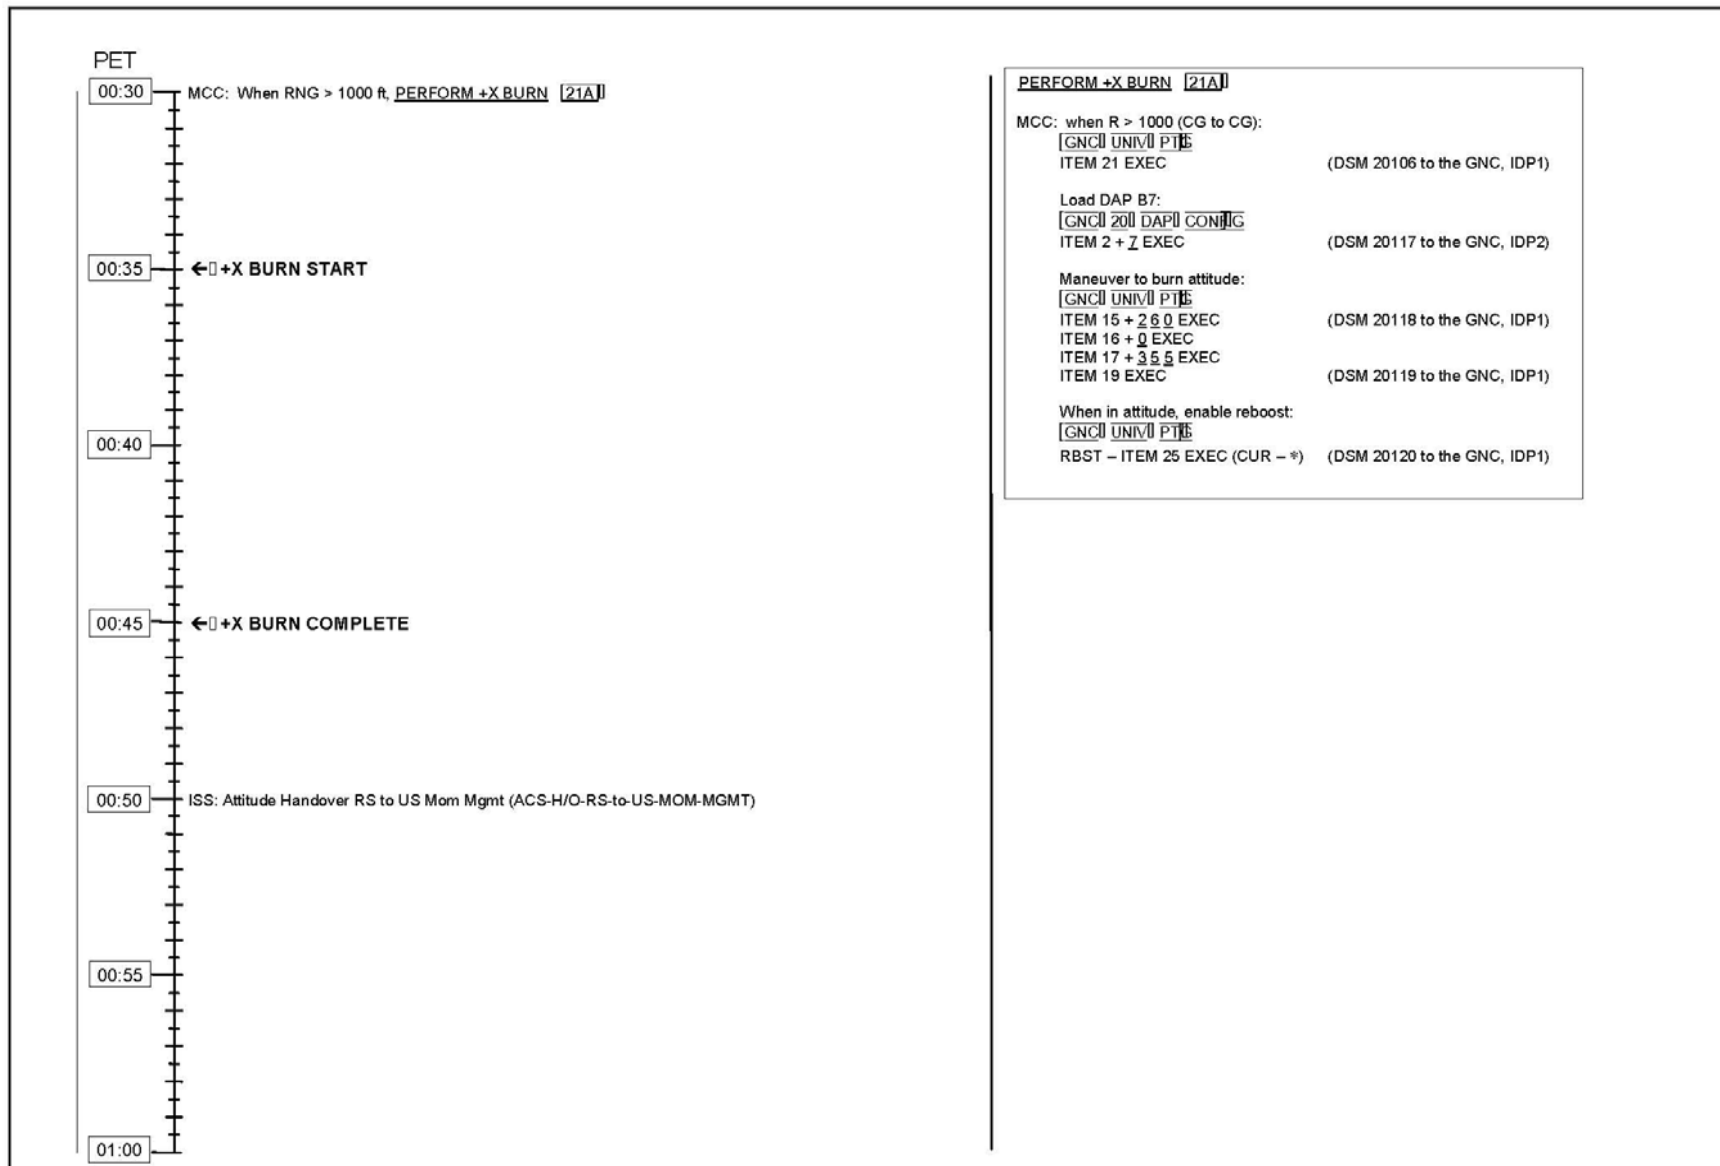 PET
00:30 MCC: When RNG > 1000 ft, PERFORM +X BURN [21A]
00:35 ←▯+X BURN START
00:40
00:45 ←▯+X BURN COMPLETE
00:50 ISS: Attitude Handover RS to US Mom Mgmt (ACS-H/O-RS-to-US-MOM-MGMT)
00:55
01:00
PERFORM +X BURN [21A]
MCC: when R > 1000 (CG to CG):
GNC UNIV PTG
ITEM 21 EXEC (DSM 20106 to the GNC, IDP1)
Load DAP B7:
GNC 20 DAP CONFIG
ITEM 2 + 7 EXEC (DSM 20117 to the GNC, IDP2)
Maneuver to burn attitude:
GNC UNIV PTG
ITEM 15 + 2 6 0 EXEC (DSM 20118 to the GNC, IDP1)
ITEM 16 + 0 EXEC
ITEM 17 + 3 5 5 EXEC
ITEM 19 EXEC (DSM 20119 to the GNC, IDP1)
When in attitude, enable reboost:
GNC UNIV PTG
RBST – ITEM 25 EXEC (CUR – *) (DSM 20120 to the GNC, IDP1)